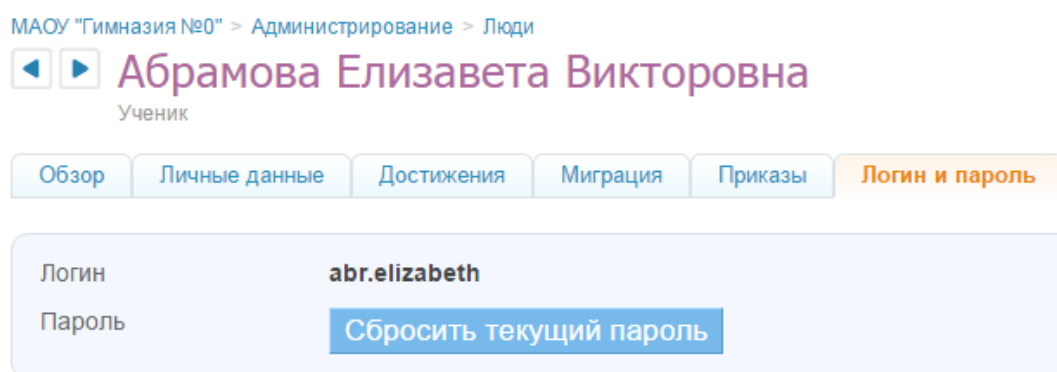 МАОУ "Гимназия №0" > Администрирование > Люди
Абрамова Елизавета Викторовна
Ученик
Обзор Личные данные Достижения Миграция Приказы Логин и пароль
Логин abr.elizabeth
Пароль Сбросить текущий пароль